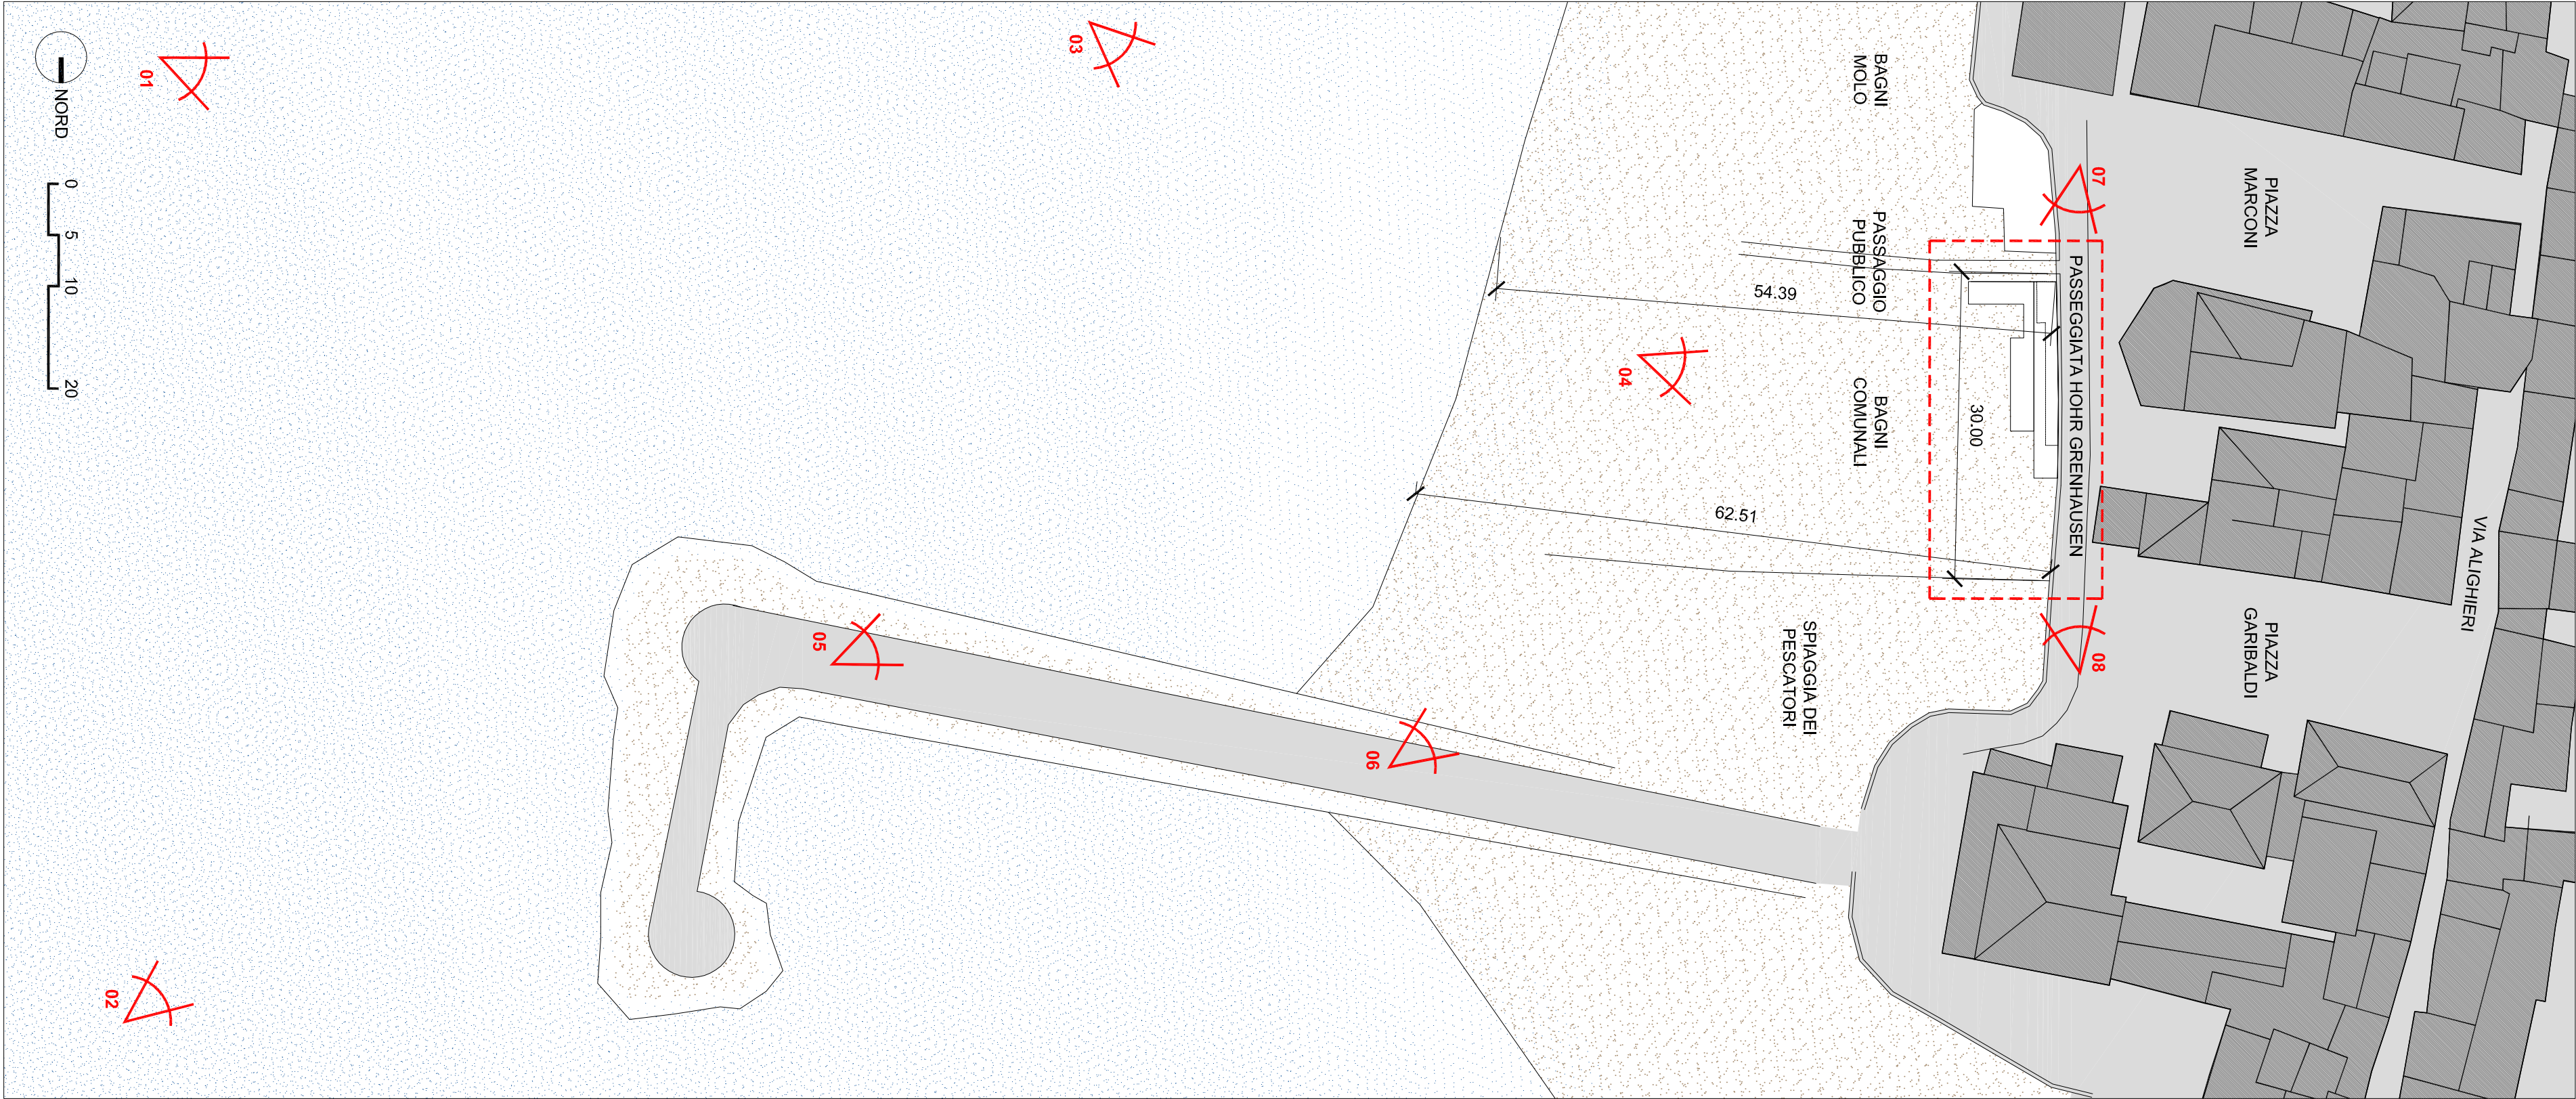 NORD
0
5
10
20
01
02
03
04
05
06
07
08
BAGNI
MOLO
PASSAGGIO
PUBBLICO
BAGNI
COMUNALI
SPIAGGIA DEI
PESCATORI
54.39
62.51
30.00
PASSEGGIATA HOHR GRENHAUSEN
PIAZZA
MARCONI
PIAZZA
GARIBALDI
VIA ALIGHIERI